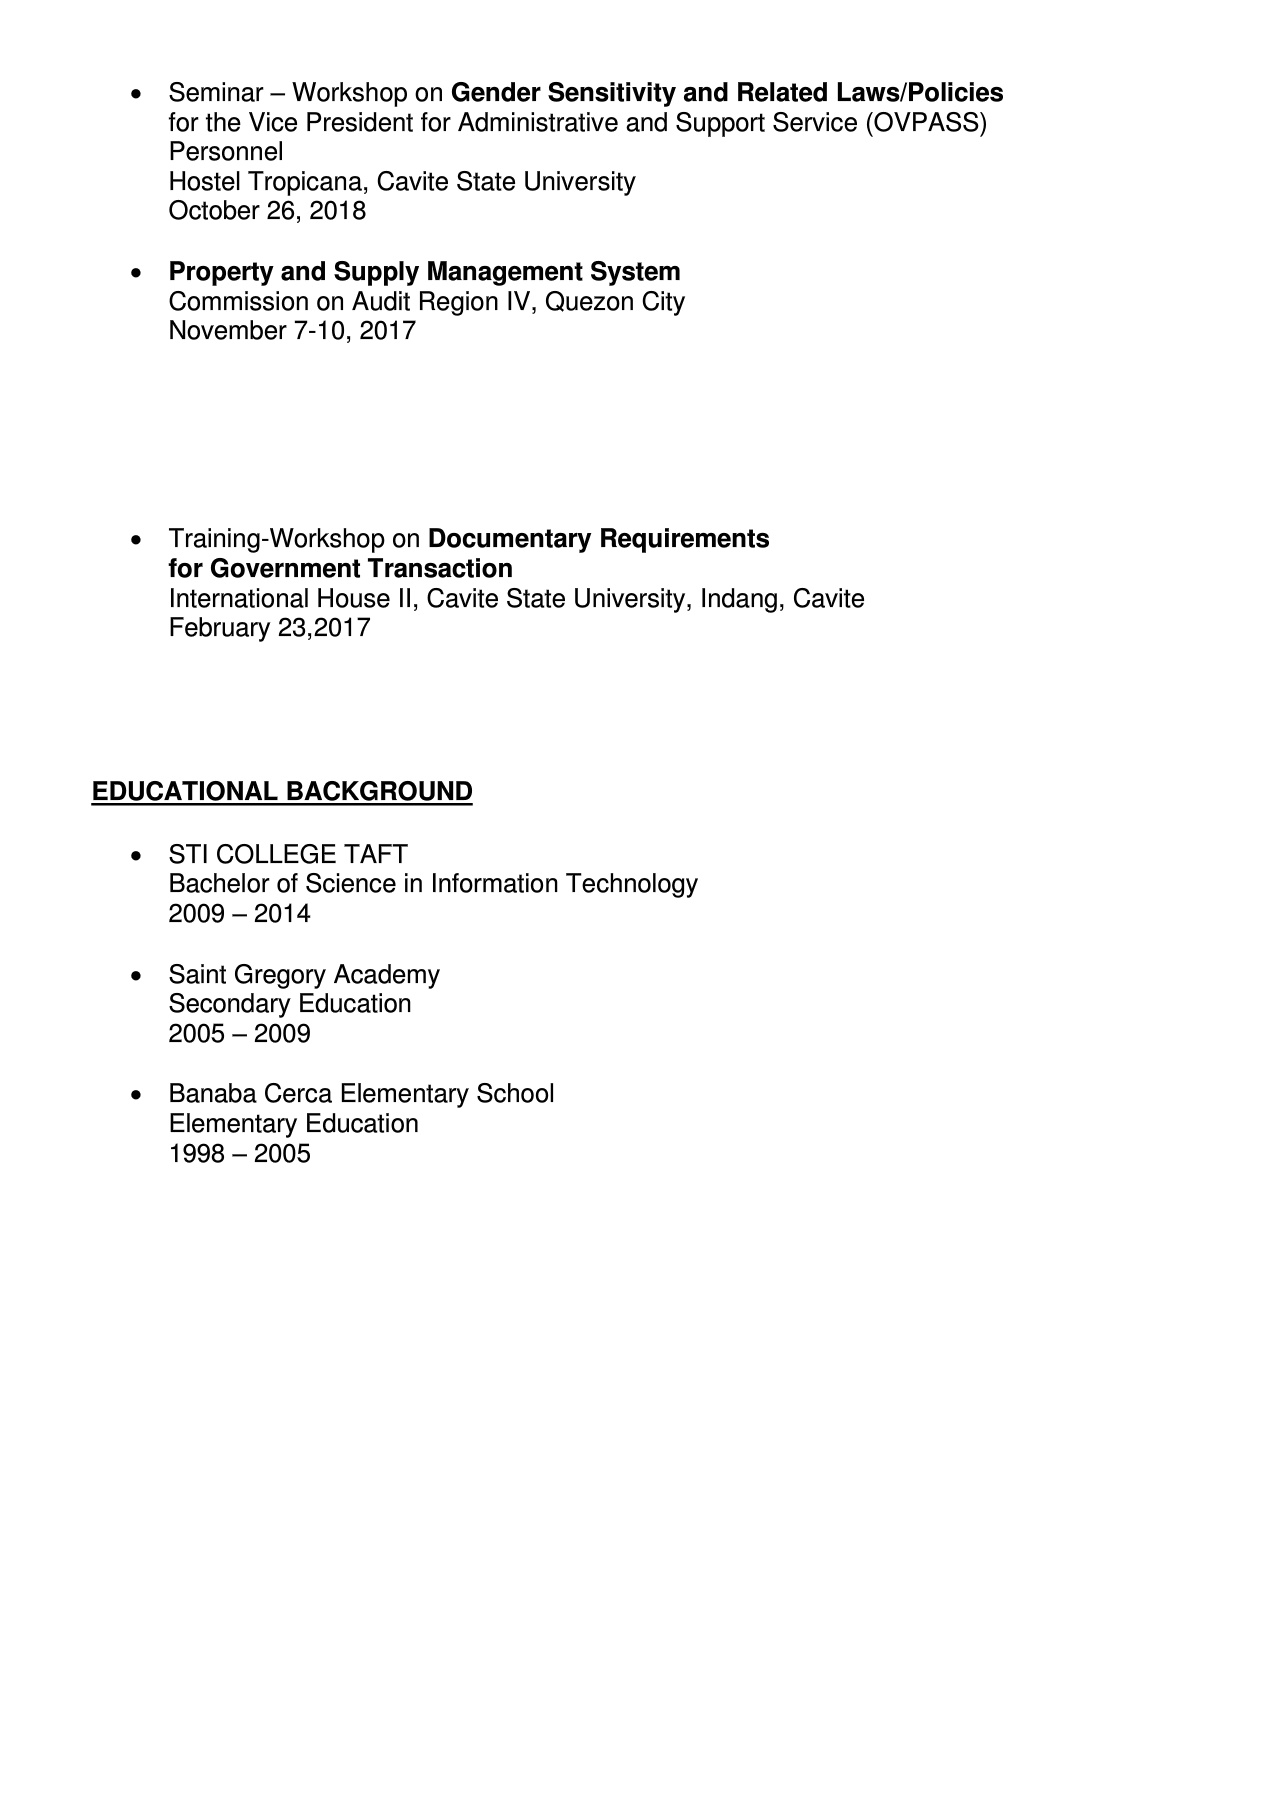 • Seminar – Workshop on Gender Sensitivity and Related Laws/Policies
for the Vice President for Administrative and Support Service (OVPASS)
Personnel
Hostel Tropicana, Cavite State University
October 26, 2018
• Property and Supply Management System
Commission on Audit Region IV, Quezon City
November 7-10, 2017
• Training-Workshop on Documentary Requirements
for Government Transaction
International House II, Cavite State University, Indang, Cavite
February 23,2017
EDUCATIONAL BACKGROUND
• STI COLLEGE TAFT
Bachelor of Science in Information Technology
2009 – 2014
• Saint Gregory Academy
Secondary Education
2005 – 2009
• Banaba Cerca Elementary School
Elementary Education
1998 – 2005